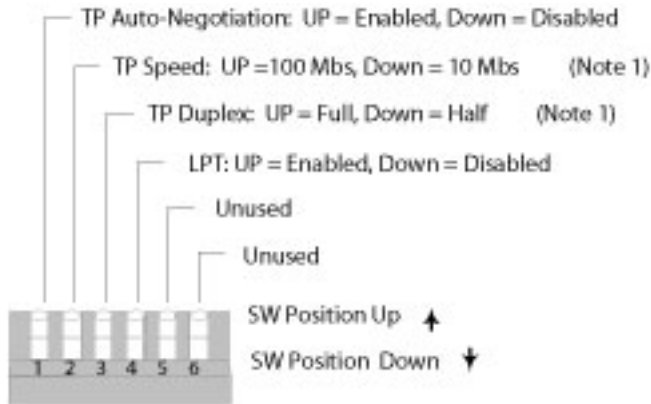 TP Auto-Negotiation: UP = Enabled, Down = Disabled
TP Speed: UP =100 Mbs, Down = 10 Mbs (Note 1)
TP Duplex: UP = Full, Down = Half (Note 1)
LPT: UP = Enabled, Down = Disabled
Unused
Unused
SW Position Up
SW Position Down
1 2 3 4 5 6